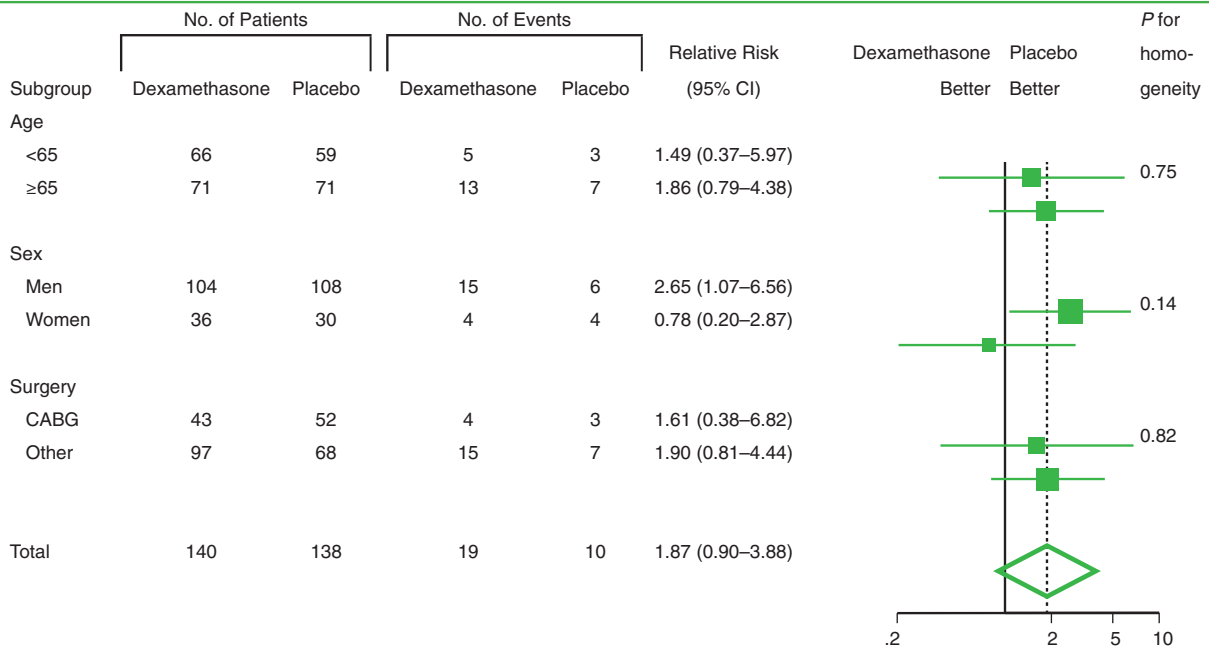 No. of Patients No. of Events P for
Relative Risk Dexamethasone Placebo homo-
Subgroup Dexamethasone Placebo Dexamethasone Placebo (95% CI) Better Better geneity
Age
<65 66 59 5 3 1.49 (0.37–5.97)
0.75
≥65 71 71 13 7 1.86 (0.79–4.38)
Sex
Men 104 108 15 6 2.65 (1.07–6.56)
0.14
Women 36 30 4 4 0.78 (0.20–2.87)
Surgery
CABG 43 52 4 3 1.61 (0.38–6.82)
0.82
Other 97 68 15 7 1.90 (0.81–4.44)
Total 140 138 19 10 1.87 (0.90–3.88)
.2 2 5 10